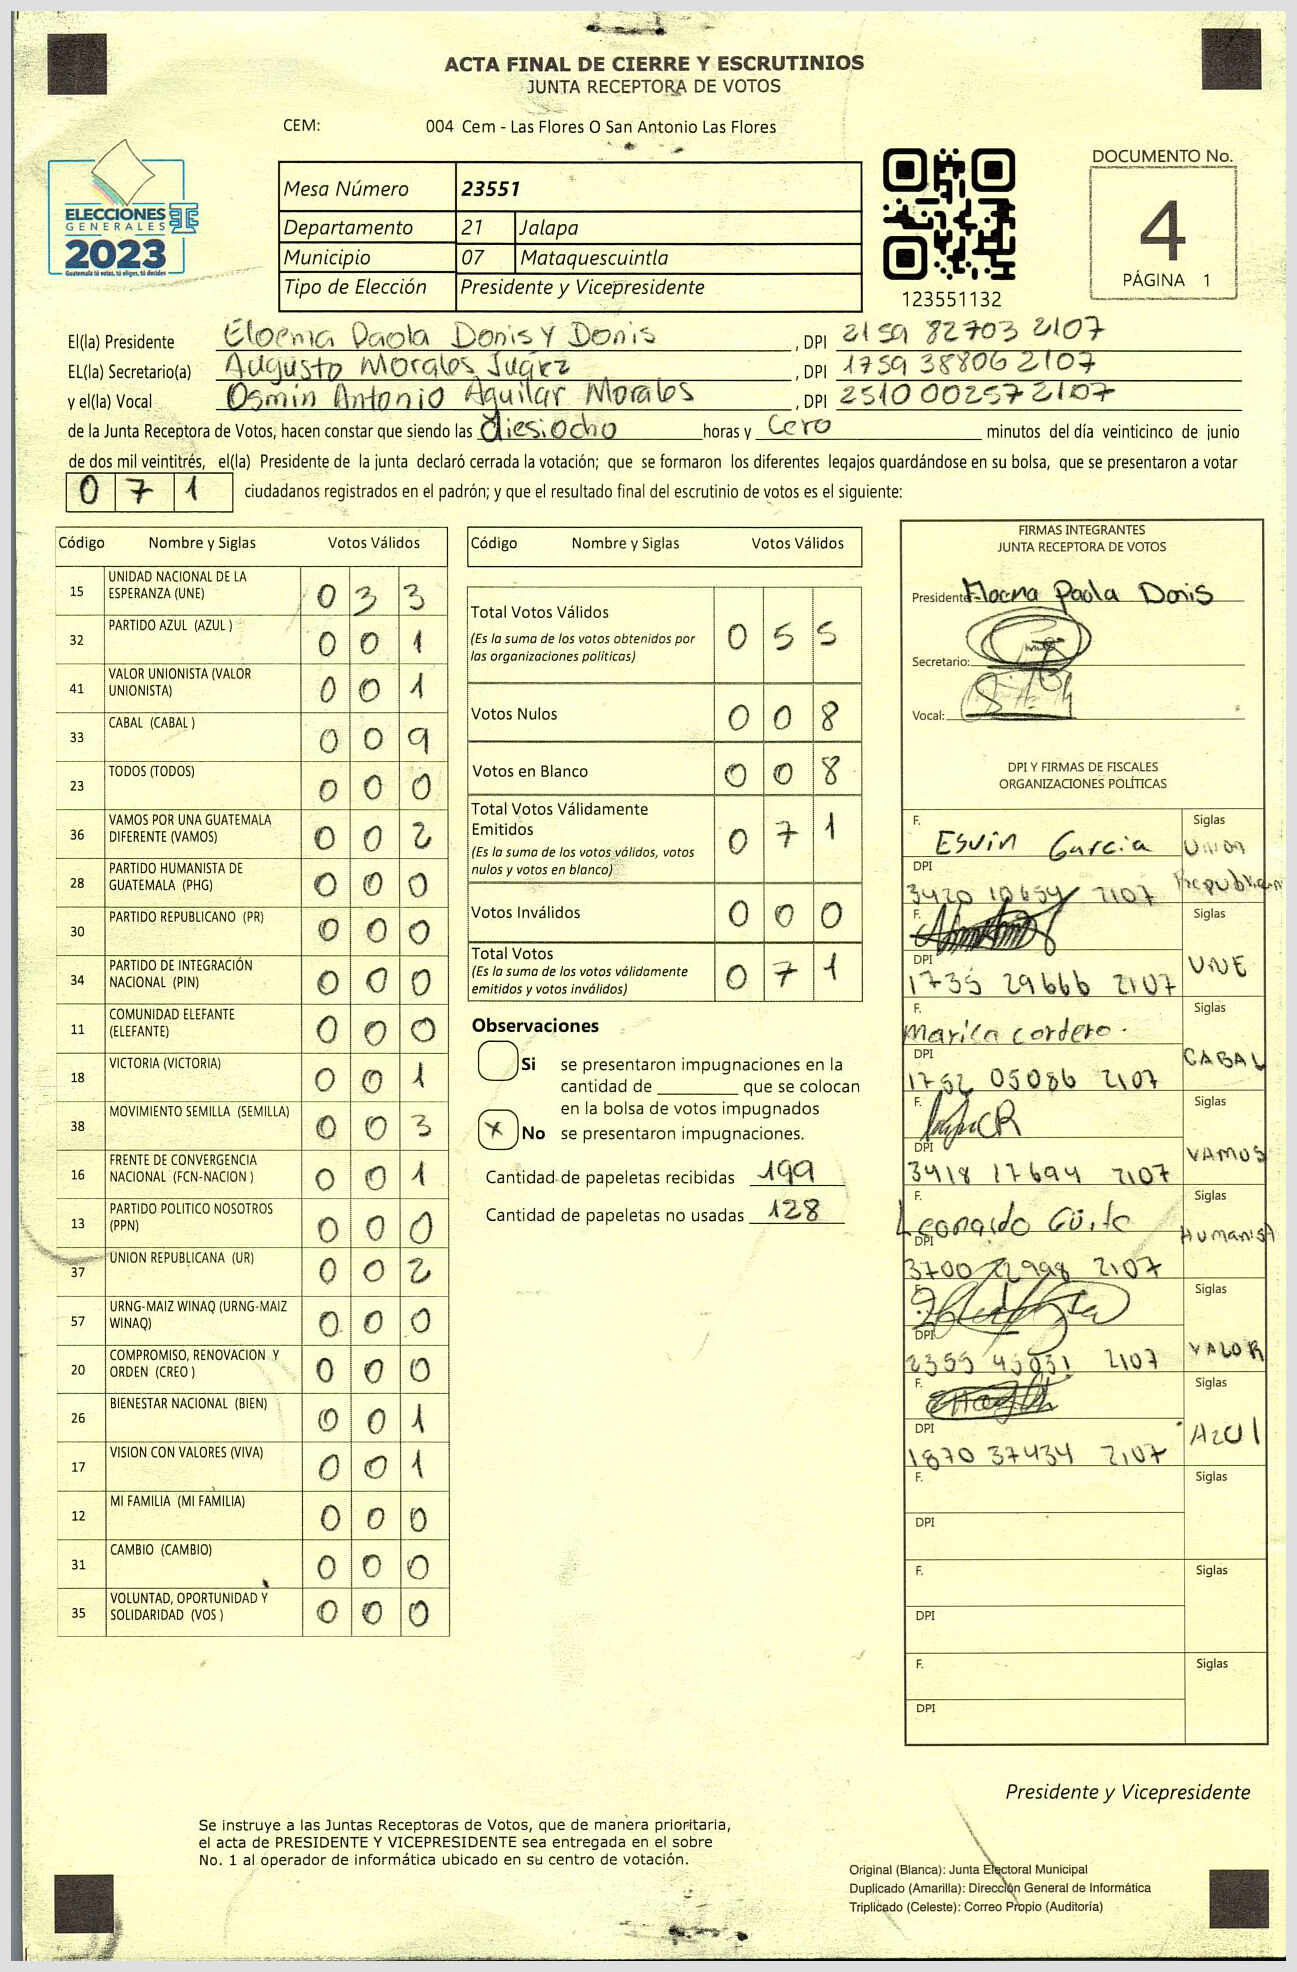 ACTA FINAL DE CIERRE Y ESCRUTINIOS
JUNTA RECEPTORA DE VOTOS
CEM: 004 Cem - Las Flores O San Antonio Las Flores
ELECCIONES
GENERALES
2023
Guatemala tú votas, tú eliges, tú decides
Mesa Número 23551
Departamento 21 Jalapa
Municipio 07 Mataquescuintla
Tipo de Elección Presidente y Vicepresidente
123551132
DOCUMENTO No.
4
PÁGINA 1
El(la) Presidente Paola Donis y Donis , DPI 2159 82703 2107
EL(la) Secretario(a) Augusto Morales Juárez , DPI 1759 38806 2107
y el(la) Vocal Osmin Antonio Aguilar Morales , DPI 2510 00257 2107
de la Junta Receptora de Votos, hacen constar que siendo las diesiocho horas y Cero minutos del día veinticinco de junio
de dos mil veintitrés, el(la) Presidente de la junta declaró cerrada la votación; que se formaron los diferentes legajos guardándose en su bolsa, que se presentaron a votar
0 7 1 ciudadanos registrados en el padrón; y que el resultado final del escrutinio de votos es el siguiente:
Código Nombre y Siglas Votos Válidos
15 UNIDAD NACIONAL DE LA ESPERANZA (UNE) 0 3 3
32 PARTIDO AZUL (AZUL ) 0 0 1
41 VALOR UNIONISTA (VALOR UNIONISTA) 0 0 1
33 CABAL (CABAL ) 0 0 9
23 TODOS (TODOS) 0 0 0
36 VAMOS POR UNA GUATEMALA DIFERENTE (VAMOS) 0 0 2
28 PARTIDO HUMANISTA DE GUATEMALA (PHG) 0 0 0
30 PARTIDO REPUBLICANO (PR) 0 0 0
34 PARTIDO DE INTEGRACIÓN NACIONAL (PIN) 0 0 0
11 COMUNIDAD ELEFANTE (ELEFANTE) 0 0 0
18 VICTORIA (VICTORIA) 0 0 1
38 MOVIMIENTO SEMILLA (SEMILLA) 0 0 3
16 FRENTE DE CONVERGENCIA NACIONAL (FCN-NACION ) 0 0 1
13 PARTIDO POLITICO NOSOTROS (PPN) 0 0 0
37 UNION REPUBLICANA (UR) 0 0 2
57 URNG-MAIZ WINAQ (URNG-MAIZ WINAQ) 0 0 0
20 COMPROMISO, RENOVACION Y ORDEN (CREO ) 0 0 0
26 BIENESTAR NACIONAL (BIEN) 0 0 1
17 VISION CON VALORES (VIVA) 0 0 1
12 MI FAMILIA (MI FAMILIA) 0 0 0
31 CAMBIO (CAMBIO) 0 0 0
35 VOLUNTAD, OPORTUNIDAD Y SOLIDARIDAD (VOS ) 0 0 0
Código Nombre y Siglas Votos Válidos
Total Votos Válidos 0 5 5
(Es la suma de los votos obtenidos por
las organizaciones politicas)
Votos Nulos 0 0 8
Votos en Blanco 0 0 8
Total Votos Válidamente
Emitidos 0 7 1
(Es la suma de los votos válidos, votos
nulos y votos en blanco)
Votos Inválidos 0 0 0
Total Votos 0 7 1
(Es la suma de los votos válidamente
emitidos y votos inválidos)
Observaciones
Si se presentaron impugnaciones en la
cantidad de ________ que se colocan
en la bolsa de votos impugnados
x No se presentaron impugnaciones.
Cantidad de papeletas recibidas 199
Cantidad de papeletas no usadas 128
FIRMAS INTEGRANTES
JUNTA RECEPTORA DE VOTOS
Presidente Paola Donis
Secretario:
Vocal:
DPI Y FIRMAS DE FISCALES
ORGANIZACIONES POLÍTICAS
F. Esvin Garcia Siglas Union
DPI 3420 10654 2107
F. Siglas UNE
DPI 1735 29666 2107
F. Marila cordero. Siglas CABAL
DPI 1752 05086 2107
F. Siglas VAMOS
DPI 3418 17694 2107
F. Leonardo Siglas
DPI 3700 22998 2107
F. Siglas VALOR
DPI 2355 45031 2107
F. Siglas Azul
DPI 1870 37434 2107
F. Siglas
DPI
F. Siglas
DPI
F. Siglas
DPI
Presidente y Vicepresidente
Se instruye a las Juntas Receptoras de Votos, que de manera prioritaria,
el acta de PRESIDENTE Y VICEPRESIDENTE sea entregada en el sobre
No. 1 al operador de informática ubicado en su centro de votación.
Original (Blanca): Junta Electoral Municipal
Duplicado (Amarilla): Dirección General de Informática
Triplicado (Celeste): Correo Propio (Auditoría)